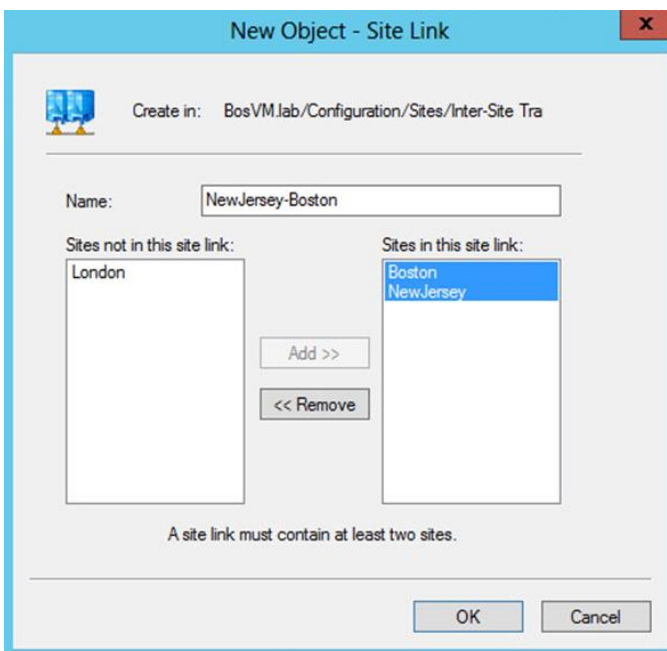 New Object - Site Link
x
Create in: BosVM.lab/Configuration/Sites/Inter-Site Tra
Name: NewJersey-Boston
Sites not in this site link: Sites in this site link:
London Boston
NewJersey
Add >>
<< Remove
A site link must contain at least two sites.
OK Cancel